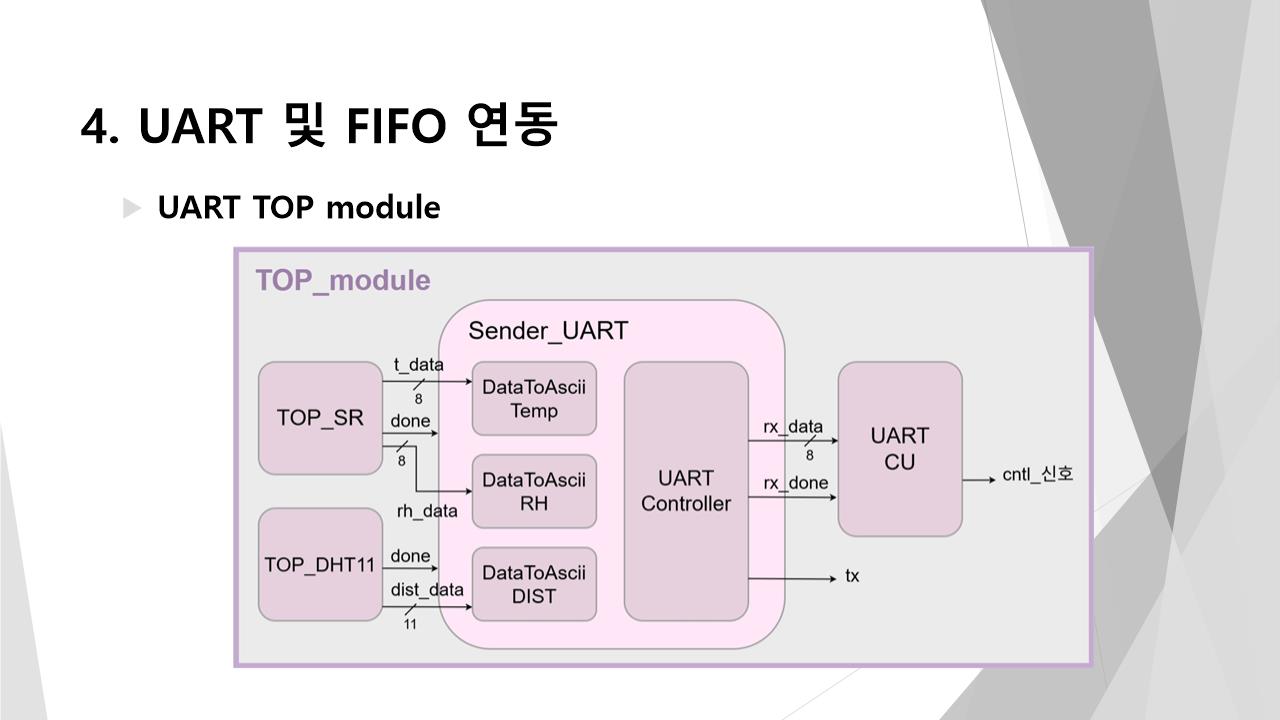 4. UART 및 FIFO 연동
UART TOP module
TOP_module
Sender_UART
TOP_SR
t_data
8
done
8
rh_data
TOP_DHT11
done
dist_data
11
DataToAscii
Temp
DataToAscii
RH
DataToAscii
DIST
UART
Controller
rx_data
8
rx_done
tx
UART
CU
cntl_신호